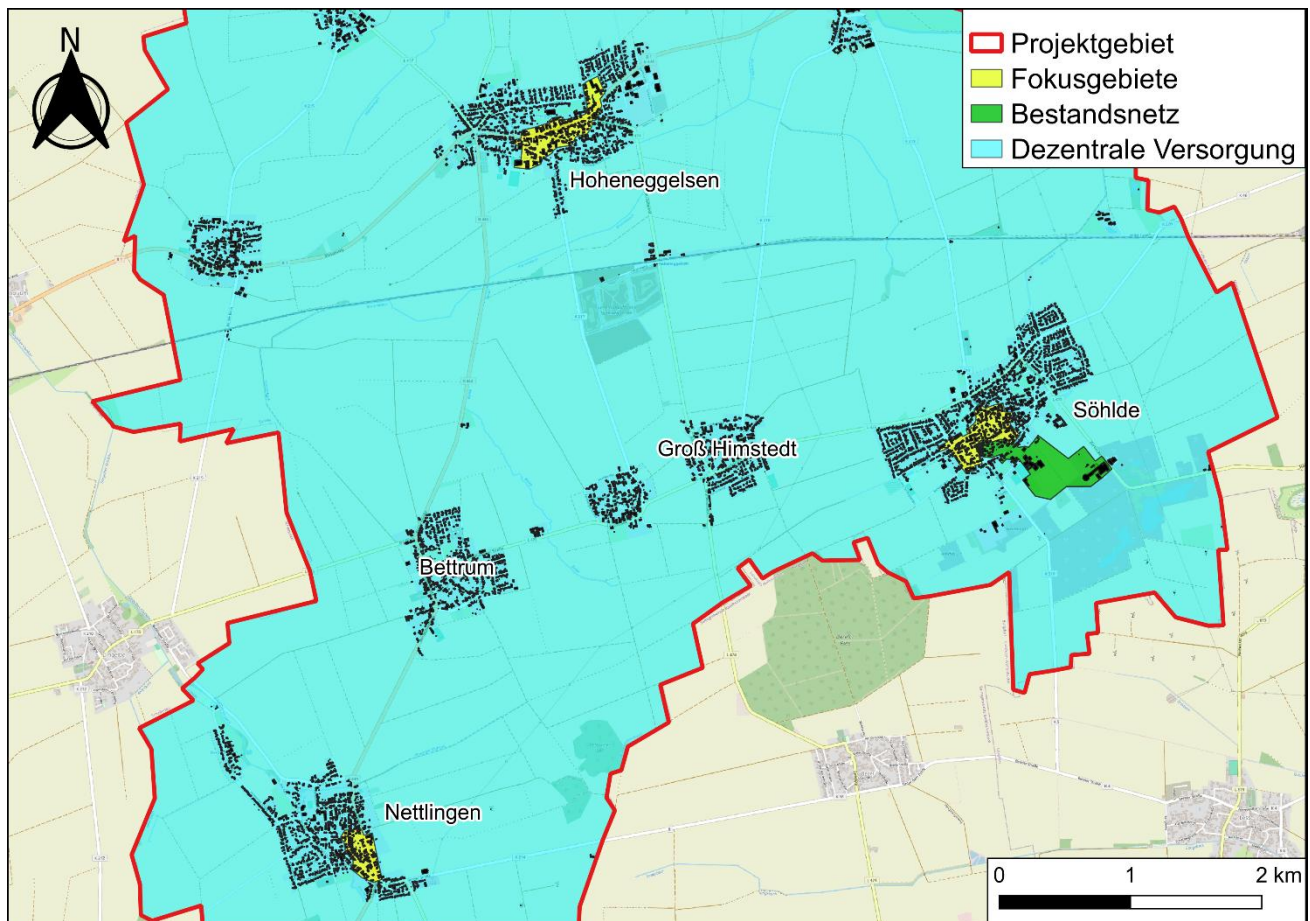 N
Projektgebiet
Fokusgebiete
Bestandsnetz
Dezentrale Versorgung
Hoheneggelsen
Söhlde
Groß Himstedt
Bettrum
Nettlingen
0 1 2 km